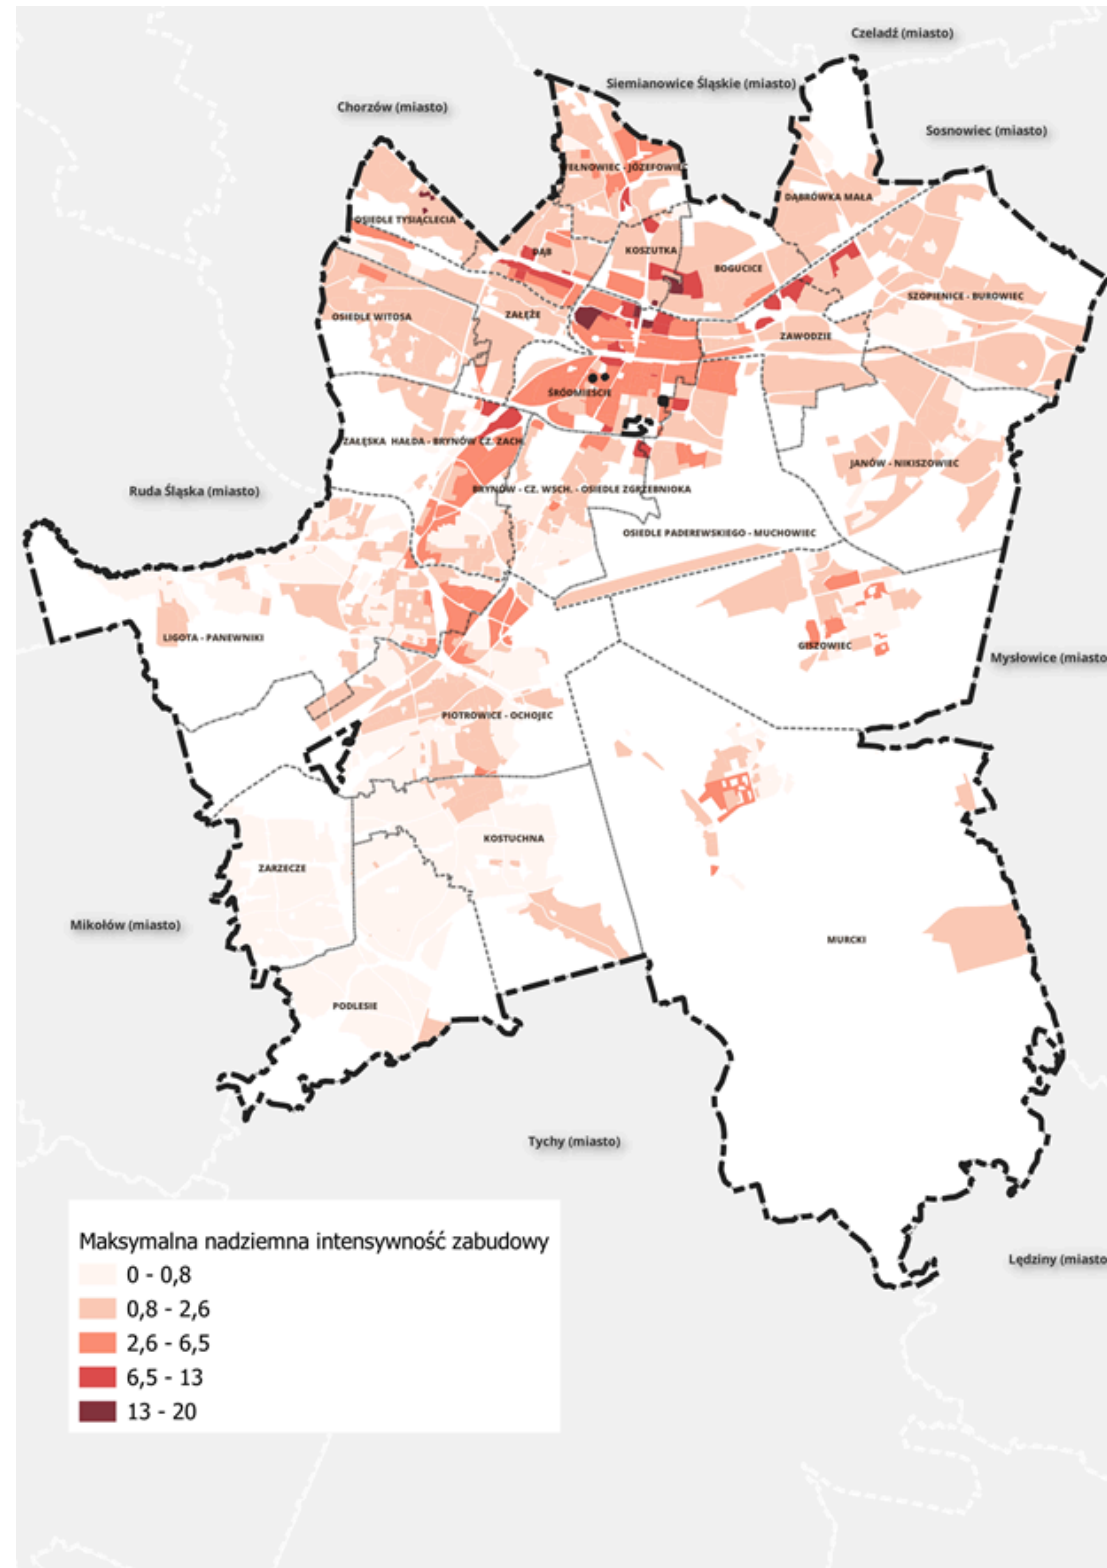 Czeladź (miasto)
Siemianowice Śląskie (miasto)
Chorzów (miasto)
Sosnowiec (miasto)
WEŁNOWIEC - JÓZEFOWIEC
DĄBRÓWKA MAŁA
OSIEDLE TYSIĄCLECIA
DĄB
KOSZUTKA
BOGUCICE
SZOPIENICE - BUROWIEC
OSIEDLE WITOSA
ZAŁĘŻE
ZAWODZIE
ŚRÓDMIEŚCIE
ZAŁĘSKA HAŁDA - BRYNÓW CZ. ZACH.
JANÓW - NIKISZOWIEC
Ruda Śląska (miasto)
BRYNÓW - CZ. WSCH. - OSIEDLE ZGRZEBNIOKA
OSIEDLE PADEREWSKIEGO - MUCHOWIEC
LIGOTA - PANEWNIKI
GISZOWIEC
Mysłowice (miasto
PIOTROWICE - OCHOJEC
KOSTUCHNA
ZARZECZE
Mikołów (miasto)
MURCKI
PODLESIE
Tychy (miasto)
Lędziny (miasto
Maksymalna nadziemna intensywność zabudowy
0 - 0,8
0,8 - 2,6
2,6 - 6,5
6,5 - 13
13 - 20